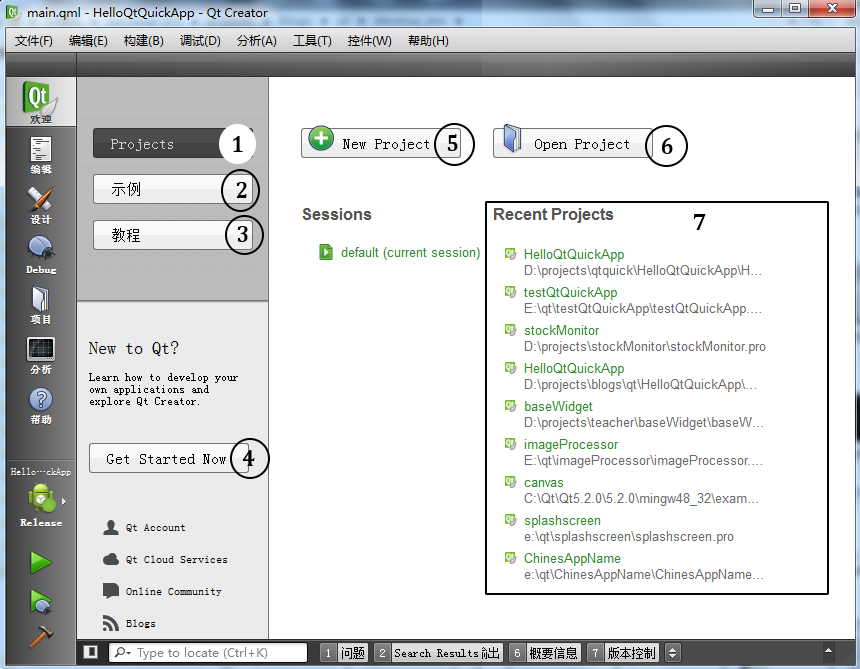 main.qml - HelloQtQuickApp - Qt Creator
文件(F) 编辑(E) 构建(B) 调试(D) 分析(A) 工具(T) 控件(W) 帮助(H)
Qt
欢迎
编辑
设计
Debug
项目
分析
帮助
Hello···ckApp
Release
Projects 1
示例 2
教程 3
New to Qt?
Learn how to develop your
own applications and
explore Qt Creator.
Get Started Now 4
Qt Account
Qt Cloud Services
Online Community
Blogs
New Project 5
Open Project 6
Sessions
default (current session)
Recent Projects 7
HelloQtQuickApp
D:\projects\qtquick\HelloQtQuickApp\H...
testQtQuickApp
E:\qt\testQtQuickApp\testQtQuickApp....
stockMonitor
D:\projects\stockMonitor\stockMonitor.pro
HelloQtQuickApp
D:\projects\blogs\qt\HelloQtQuickApp\...
baseWidget
D:\projects\teacher\baseWidget\baseW...
imageProcessor
E:\qt\imageProcessor\imageProcessor....
canvas
C:\Qt\Qt5.2.0\5.2.0\mingw48_32\exam...
splashscreen
e:\qt\splashscreen\splashscreen.pro
ChinesAppName
e:\qt\ChinesAppName\ChinesAppName...
Type to locate (Ctrl+K) 1 问题 2 Search Results 出 6 概要信息 7 版本控制